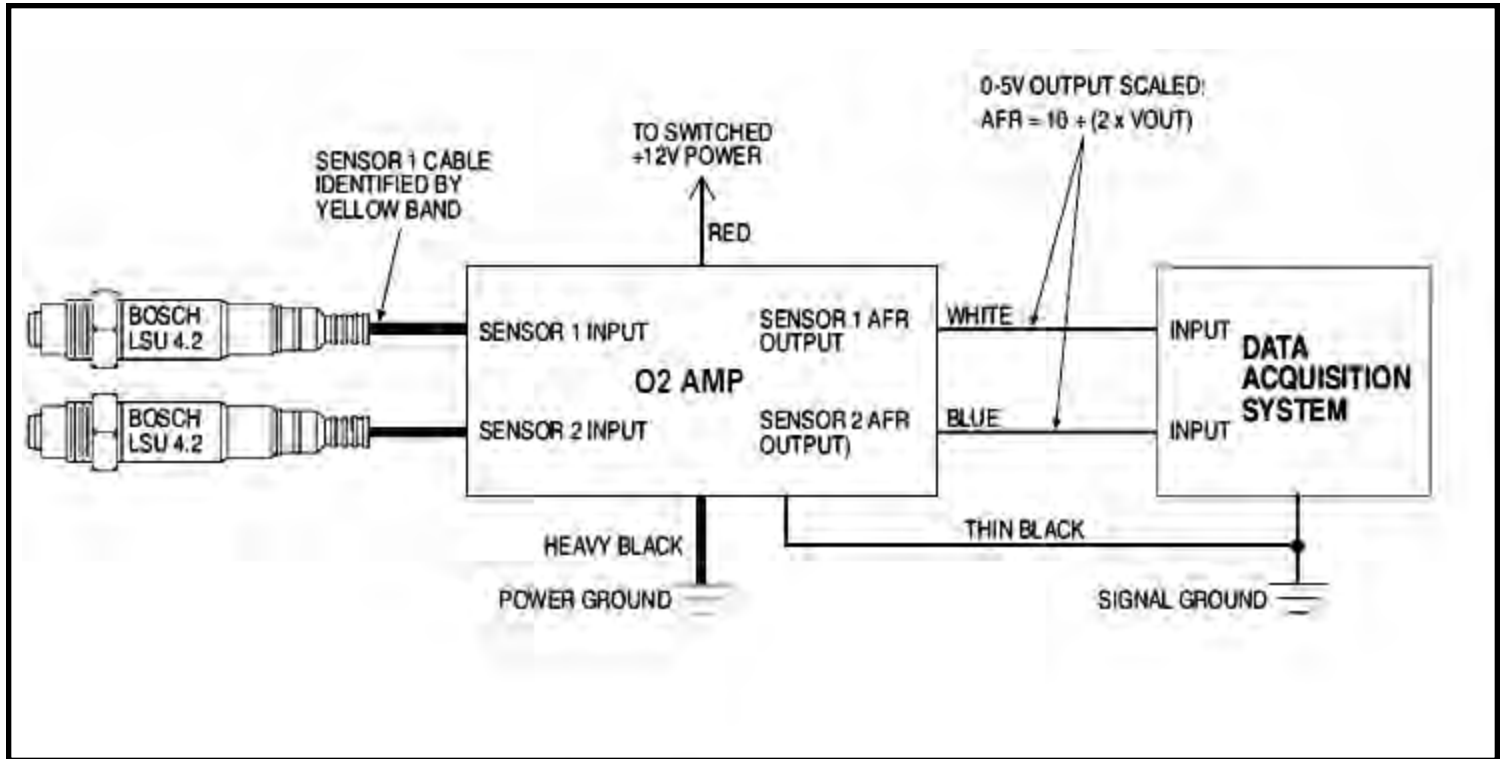 0-5V OUTPUT SCALED:
AFR = 10 + (2 x VOUT)
TO SWITCHED
+12V POWER
SENSOR 1 CABLE
IDENTIFIED BY
YELLOW BAND
RED
BOSCH
LSU 4.2
SENSOR 1 INPUT
SENSOR 1 AFR
OUTPUT
WHITE
INPUT
DATA
ACQUISITION
SYSTEM
O2 AMP
BOSCH
LSU 4.2
SENSOR 2 INPUT
SENSOR 2 AFR
OUTPUT)
BLUE
INPUT
HEAVY BLACK
THIN BLACK
POWER GROUND
SIGNAL GROUND